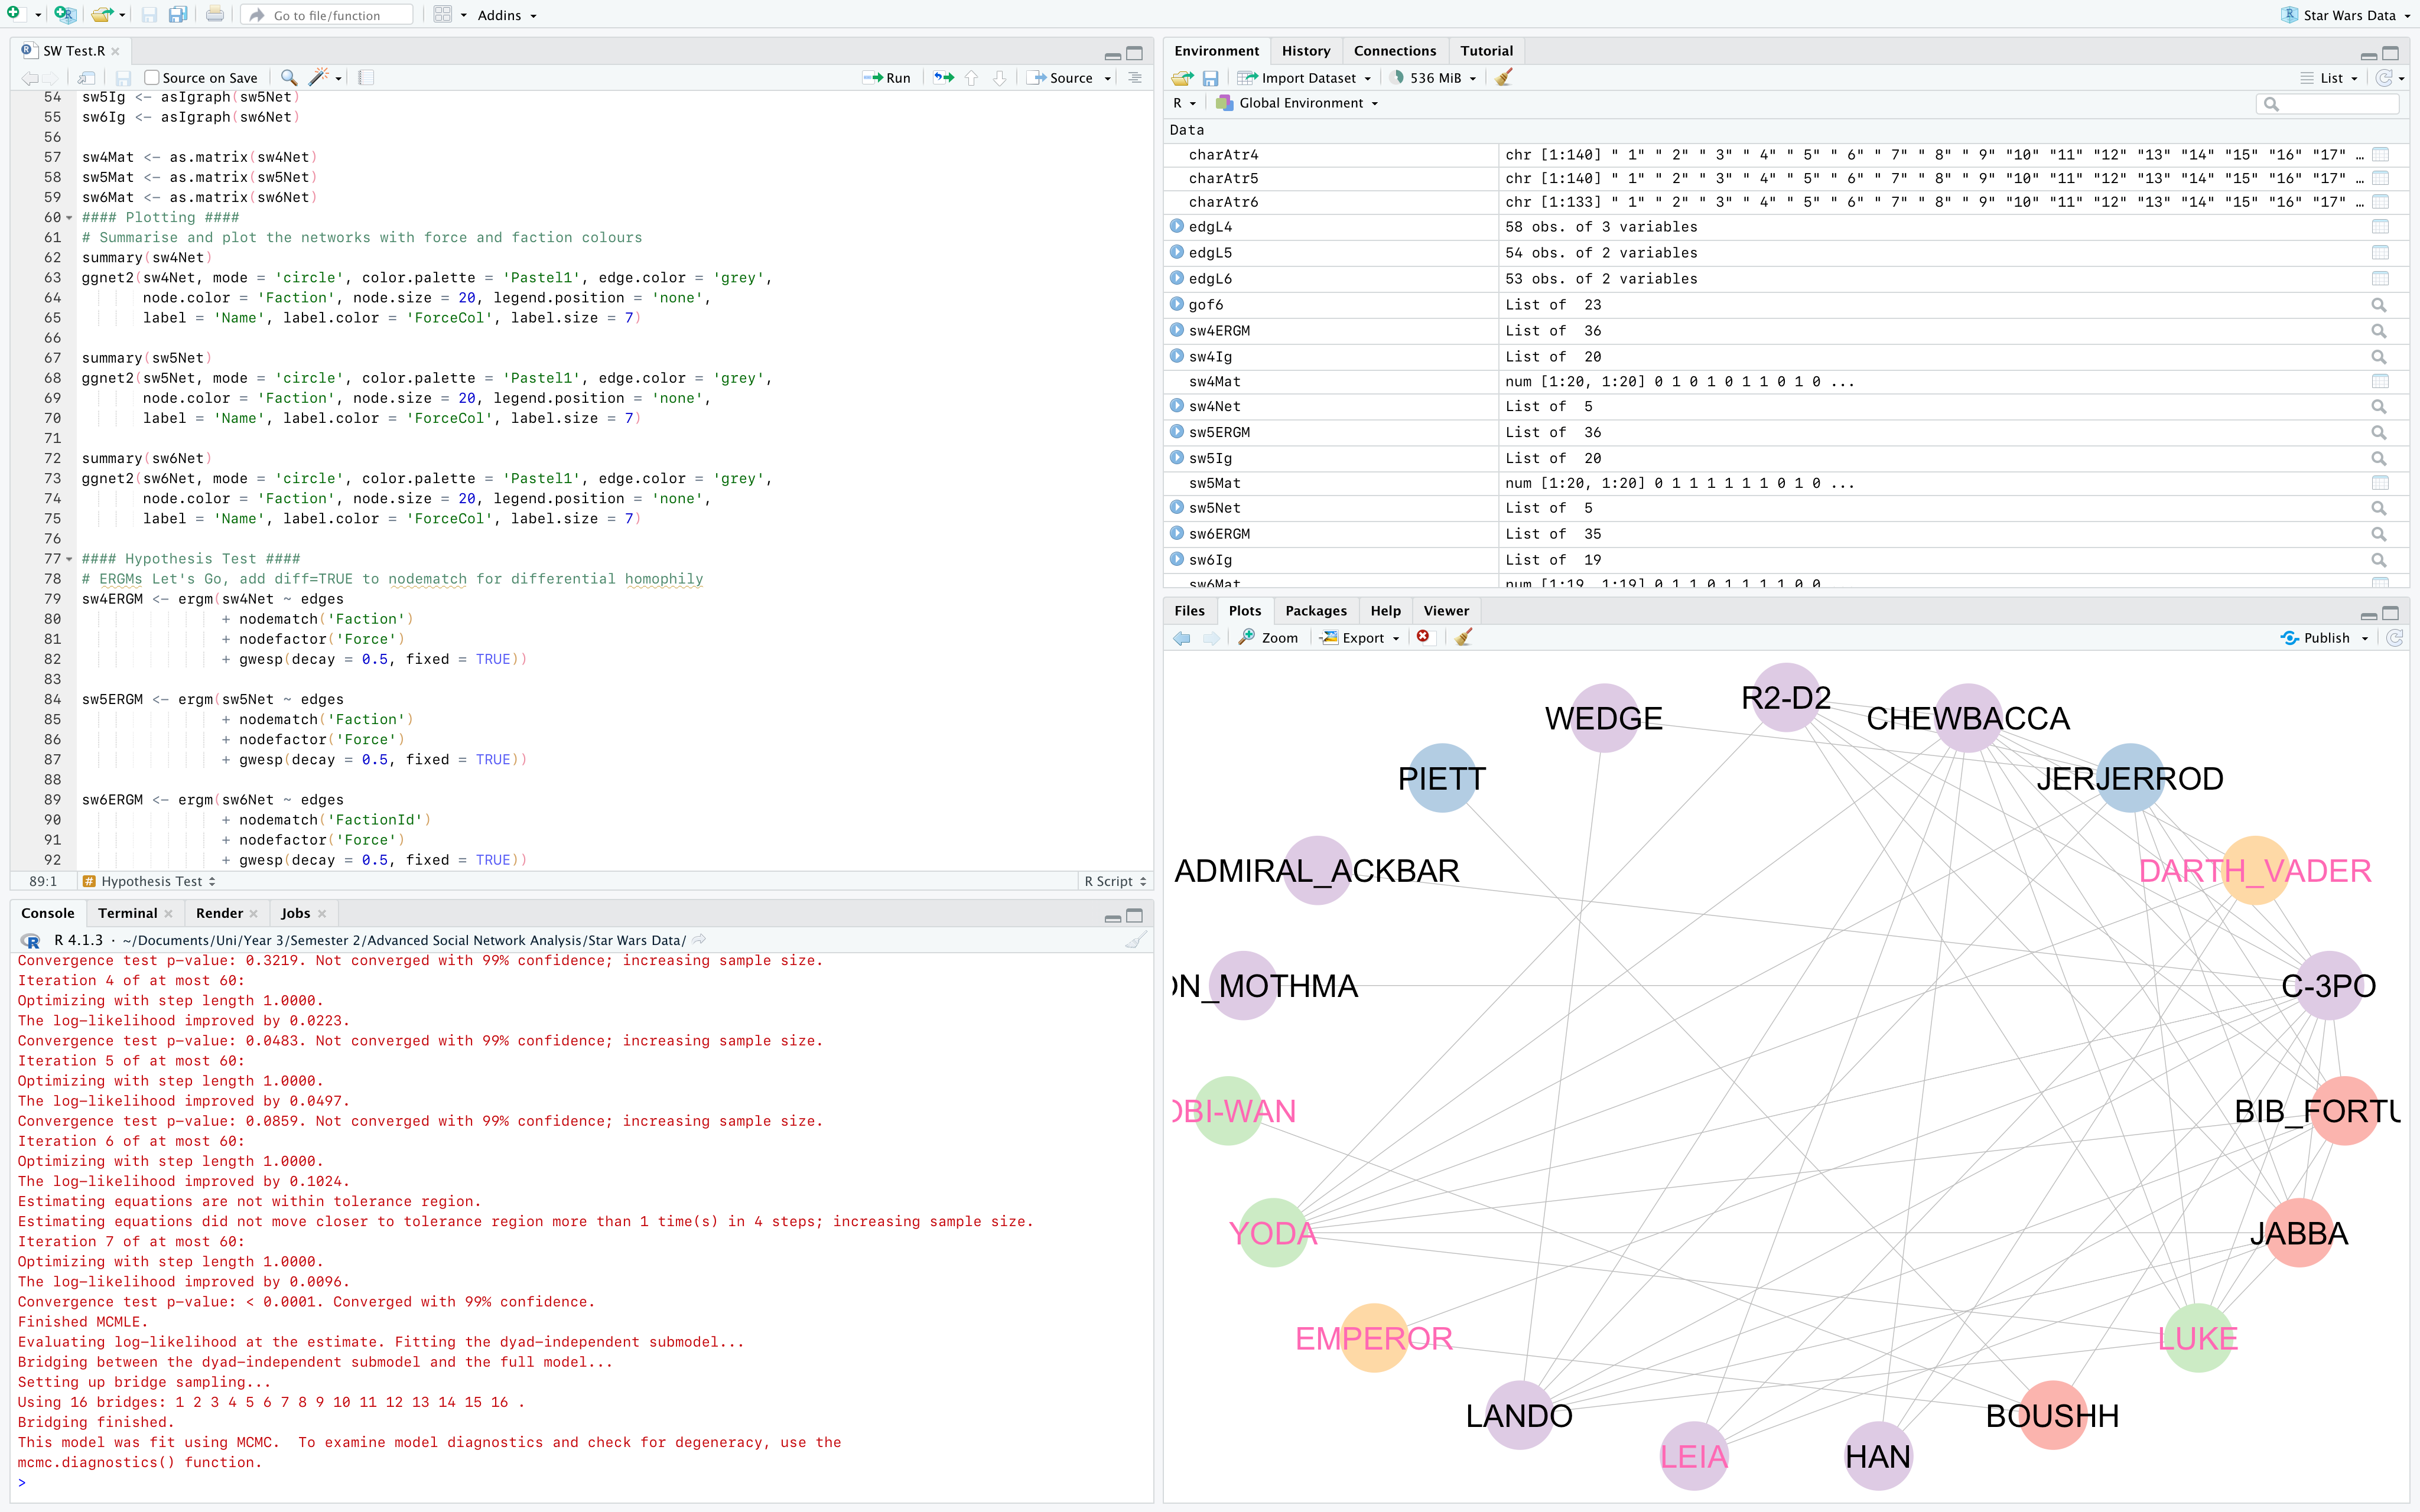 Go to file/function
Addins
Star Wars Data
SW Test.R
Source on Save
Run
Source
54 sw5Ig <- asIgraph(sw5Net)
55 sw6Ig <- asIgraph(sw6Net)
56
57 sw4Mat <- as.matrix(sw4Net)
58 sw5Mat <- as.matrix(sw5Net)
59 sw6Mat <- as.matrix(sw6Net)
60 #### Plotting ####
61 # Summarise and plot the networks with force and faction colours
62 summary(sw4Net)
63 ggnet2(sw4Net, mode = 'circle', color.palette = 'Pastel1', edge.color = 'grey',
64 node.color = 'Faction', node.size = 20, legend.position = 'none',
65 label = 'Name', label.color = 'ForceCol', label.size = 7)
66
67 summary(sw5Net)
68 ggnet2(sw5Net, mode = 'circle', color.palette = 'Pastel1', edge.color = 'grey',
69 node.color = 'Faction', node.size = 20, legend.position = 'none',
70 label = 'Name', label.color = 'ForceCol', label.size = 7)
71
72 summary(sw6Net)
73 ggnet2(sw6Net, mode = 'circle', color.palette = 'Pastel1', edge.color = 'grey',
74 node.color = 'Faction', node.size = 20, legend.position = 'none',
75 label = 'Name', label.color = 'ForceCol', label.size = 7)
76
77 #### Hypothesis Test ####
78 # ERGMs Let's Go, add diff=TRUE to nodematch for differential homophily
79 sw4ERGM <- ergm(sw4Net ~ edges
80 + nodematch('Faction')
81 + nodefactor('Force')
82 + gwesp(decay = 0.5, fixed = TRUE))
83
84 sw5ERGM <- ergm(sw5Net ~ edges
85 + nodematch('Faction')
86 + nodefactor('Force')
87 + gwesp(decay = 0.5, fixed = TRUE))
88
89 sw6ERGM <- ergm(sw6Net ~ edges
90 + nodematch('FactionId')
91 + nodefactor('Force')
92 + gwesp(decay = 0.5, fixed = TRUE))
89:1 # Hypothesis Test R Script
Console Terminal Render Jobs
R 4.1.3 · ~/Documents/Uni/Year 3/Semester 2/Advanced Social Network Analysis/Star Wars Data/
Convergence test p-value: 0.3219. Not converged with 99% confidence; increasing sample size.
Iteration 4 of at most 60:
Optimizing with step length 1.0000.
The log-likelihood improved by 0.0223.
Convergence test p-value: 0.0483. Not converged with 99% confidence; increasing sample size.
Iteration 5 of at most 60:
Optimizing with step length 1.0000.
The log-likelihood improved by 0.0497.
Convergence test p-value: 0.0859. Not converged with 99% confidence; increasing sample size.
Iteration 6 of at most 60:
Optimizing with step length 1.0000.
The log-likelihood improved by 0.1024.
Estimating equations are not within tolerance region.
Estimating equations did not move closer to tolerance region more than 1 time(s) in 4 steps; increasing sample size.
Iteration 7 of at most 60:
Optimizing with step length 1.0000.
The log-likelihood improved by 0.0096.
Convergence test p-value: < 0.0001. Converged with 99% confidence.
Finished MCMLE.
Evaluating log-likelihood at the estimate. Fitting the dyad-independent submodel...
Bridging between the dyad-independent submodel and the full model...
Setting up bridge sampling...
Using 16 bridges: 1 2 3 4 5 6 7 8 9 10 11 12 13 14 15 16 .
Bridging finished.
This model was fit using MCMC.  To examine model diagnostics and check for degeneracy, use the
mcmc.diagnostics() function.
>
Environment History Connections Tutorial
Import Dataset 536 MiB List
R Global Environment
Data
charAtr4 chr [1:140] " 1" " 2" " 3" " 4" " 5" " 6" " 7" " 8" " 9" "10" "11" "12" "13" "14" "15" "16" "17" …
charAtr5 chr [1:140] " 1" " 2" " 3" " 4" " 5" " 6" " 7" " 8" " 9" "10" "11" "12" "13" "14" "15" "16" "17" …
charAtr6 chr [1:133] " 1" " 2" " 3" " 4" " 5" " 6" " 7" " 8" " 9" "10" "11" "12" "13" "14" "15" "16" "17" …
edgL4 58 obs. of 3 variables
edgL5 54 obs. of 2 variables
edgL6 53 obs. of 2 variables
gof6 List of  23
sw4ERGM List of  36
sw4Ig List of  20
sw4Mat num [1:20, 1:20] 0 1 0 1 0 1 1 0 1 0 ...
sw4Net List of  5
sw5ERGM List of  36
sw5Ig List of  20
sw5Mat num [1:20, 1:20] 0 1 1 1 1 1 1 0 1 0 ...
sw5Net List of  5
sw6ERGM List of  35
sw6Ig List of  19
sw6Mat num [1:19, 1:19] 0 1 1 0 1 1 1 1 0 0
Files Plots Packages Help Viewer
Zoom Export Publish
R2-D2
WEDGE
CHEWBACCA
PIETT
JERJERROD
ADMIRAL_ACKBAR
DARTH_VADER
ON_MOTHMA
C-3PO
OBI-WAN
BIB_FORTU
YODA
JABBA
EMPEROR
LUKE
LANDO
BOUSHH
LEIA
HAN